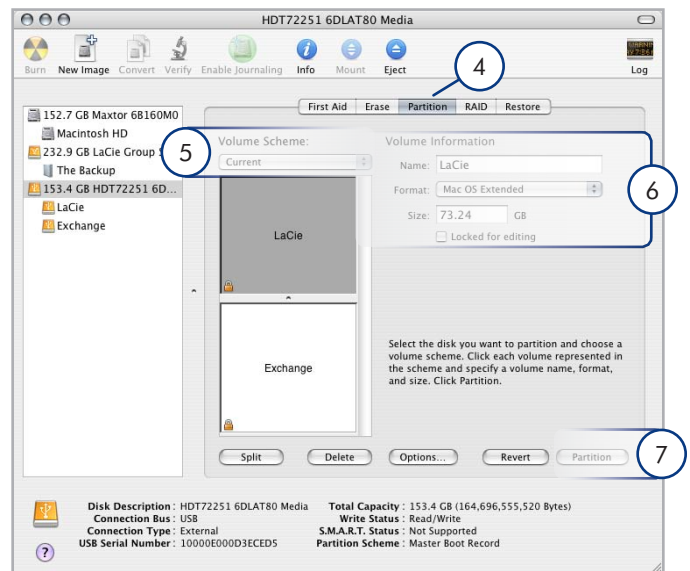 HDT72251 6DLAT80 Media
Burn New Image Convert Verify Enable Journaling Info Mount Eject Log
4
First Aid Erase Partition RAID Restore
152.7 GB Maxtor 6B160M0
Macintosh HD
232.9 GB LaCie Group
The Backup
153.4 GB HDT72251 6D...
LaCie
Exchange
5
Volume Scheme:
Current
LaCie
Exchange
Volume Information
Name: LaCie
Format: Mac OS Extended
Size: 73.24 GB
Locked for editing
6
Select the disk you want to partition and choose a
volume scheme. Click each volume represented in
the scheme and specify a volume name, format,
and size. Click Partition.
Split Delete Options... Revert Partition
7
Disk Description : HDT72251 6DLAT80 Media
Connection Bus : USB
Connection Type : External
USB Serial Number : 10000E000D3ECED5
Total Capacity : 153.4 GB (164,696,555,520 Bytes)
Write Status : Read/Write
S.M.A.R.T. Status : Not Supported
Partition Scheme : Master Boot Record
?